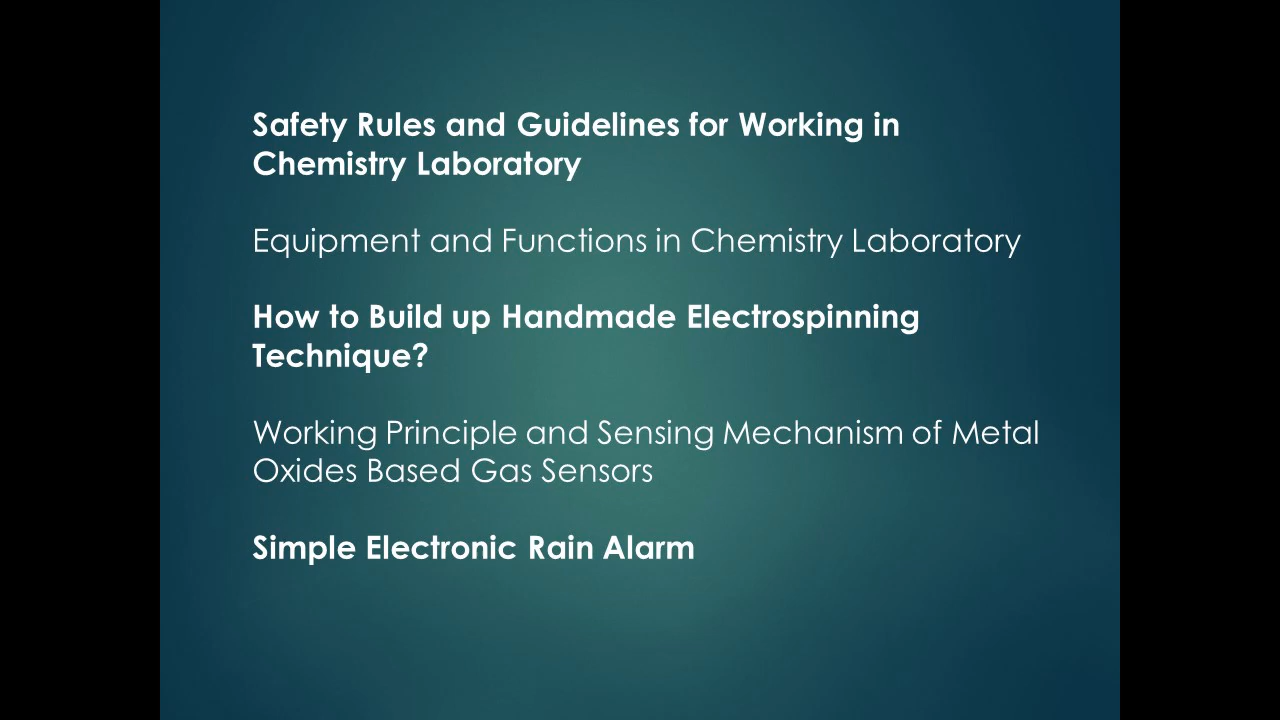 Safety Rules and Guidelines for Working in
Chemistry Laboratory
Equipment and Functions in Chemistry Laboratory
How to Build up Handmade Electrospinning
Technique?
Working Principle and Sensing Mechanism of Metal
Oxides Based Gas Sensors
Simple Electronic Rain Alarm